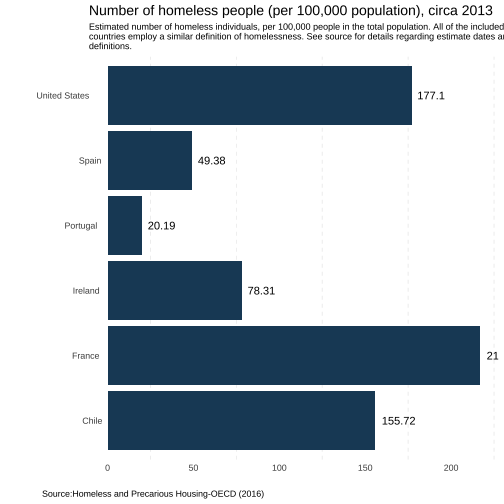 Number of homeless people (per 100,000 population), circa 2013
Estimated number of homeless individuals, per 100,000 people in the total population. All of the included
countries employ a similar definition of homelessness. See source for details regarding estimate dates
definitions.
United States
177.1
Spain
49.38
Portugal
20.19
Ireland
78.31
France
21
Chile
155.72
0 50 100 150 200
Source:Homeless and Precarious Housing-OECD (2016)